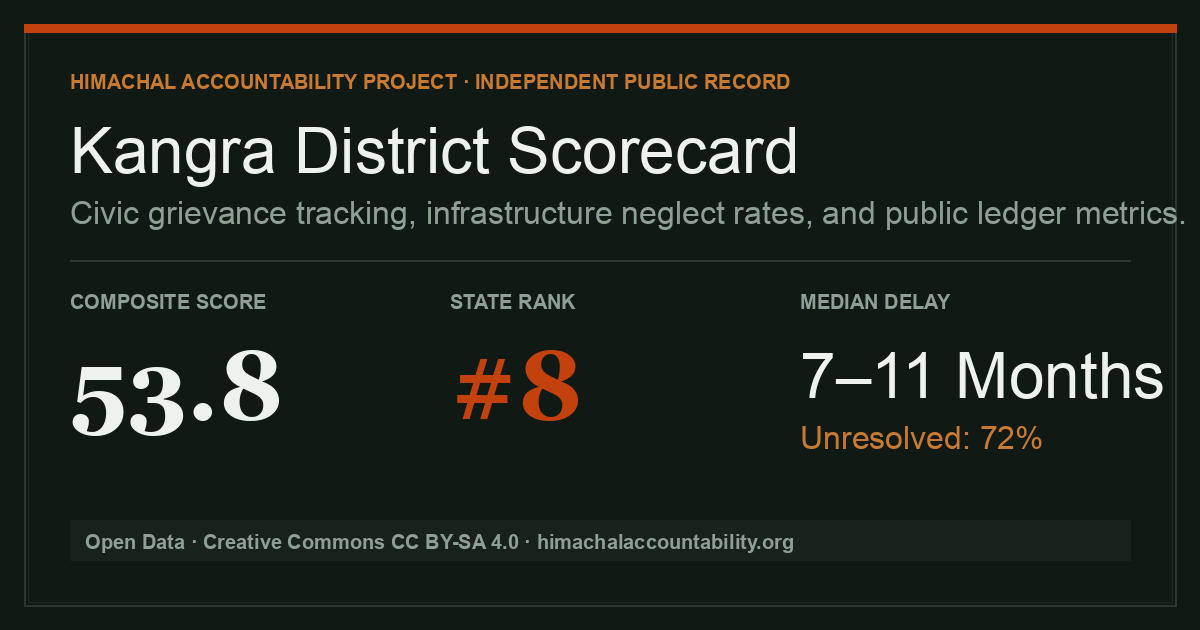 HIMACHAL ACCOUNTABILITY PROJECT · INDEPENDENT PUBLIC RECORD
Kangra District Scorecard
Civic grievance tracking, infrastructure neglect rates, and public ledger metrics.
COMPOSITE SCORE
53.8
STATE RANK
#8
MEDIAN DELAY
7–11 Months
Unresolved: 72%
Open Data · Creative Commons CC BY-SA 4.0 · himachalaccountability.org